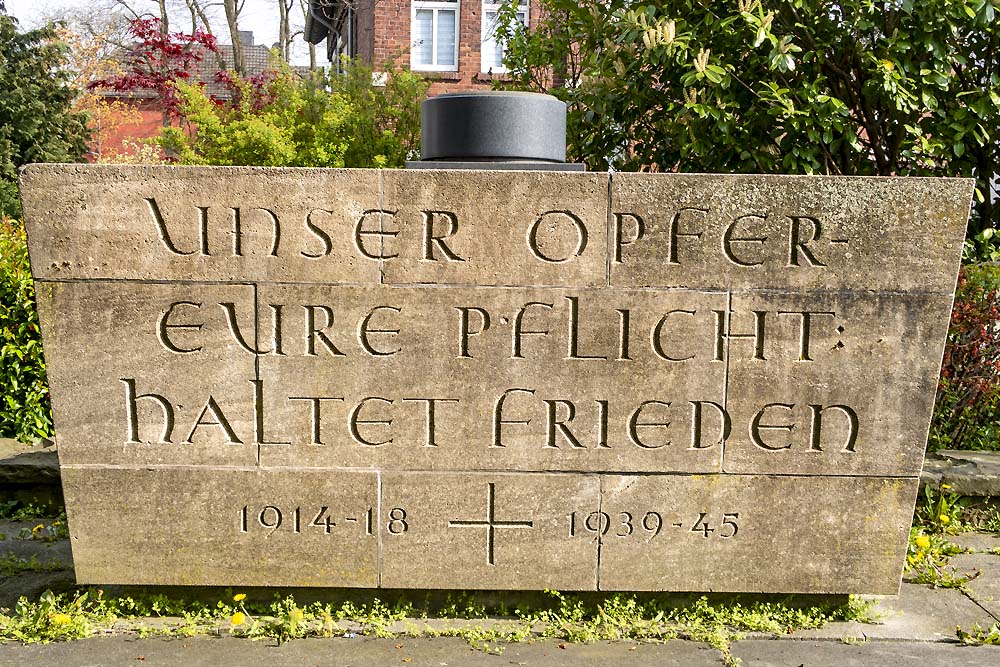 UNSER OPFER-
EURE PFLICHT:
HALTET FRIEDEN
1914-18 + 1939-45